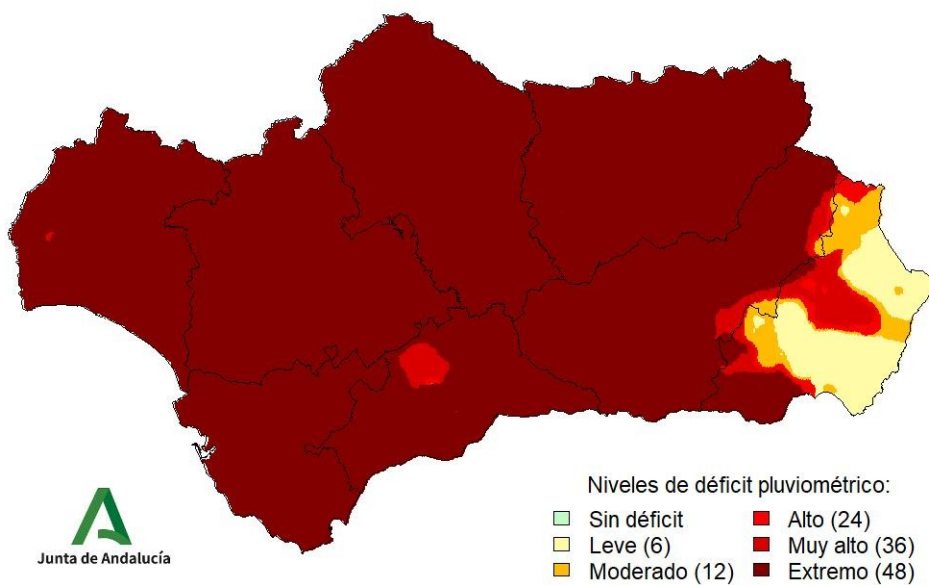 Niveles de déficit pluviométrico:
Sin déficit
Alto (24)
Leve (6)
Muy alto (36)
Moderado (12)
Extremo (48)
Junta de Andalucía